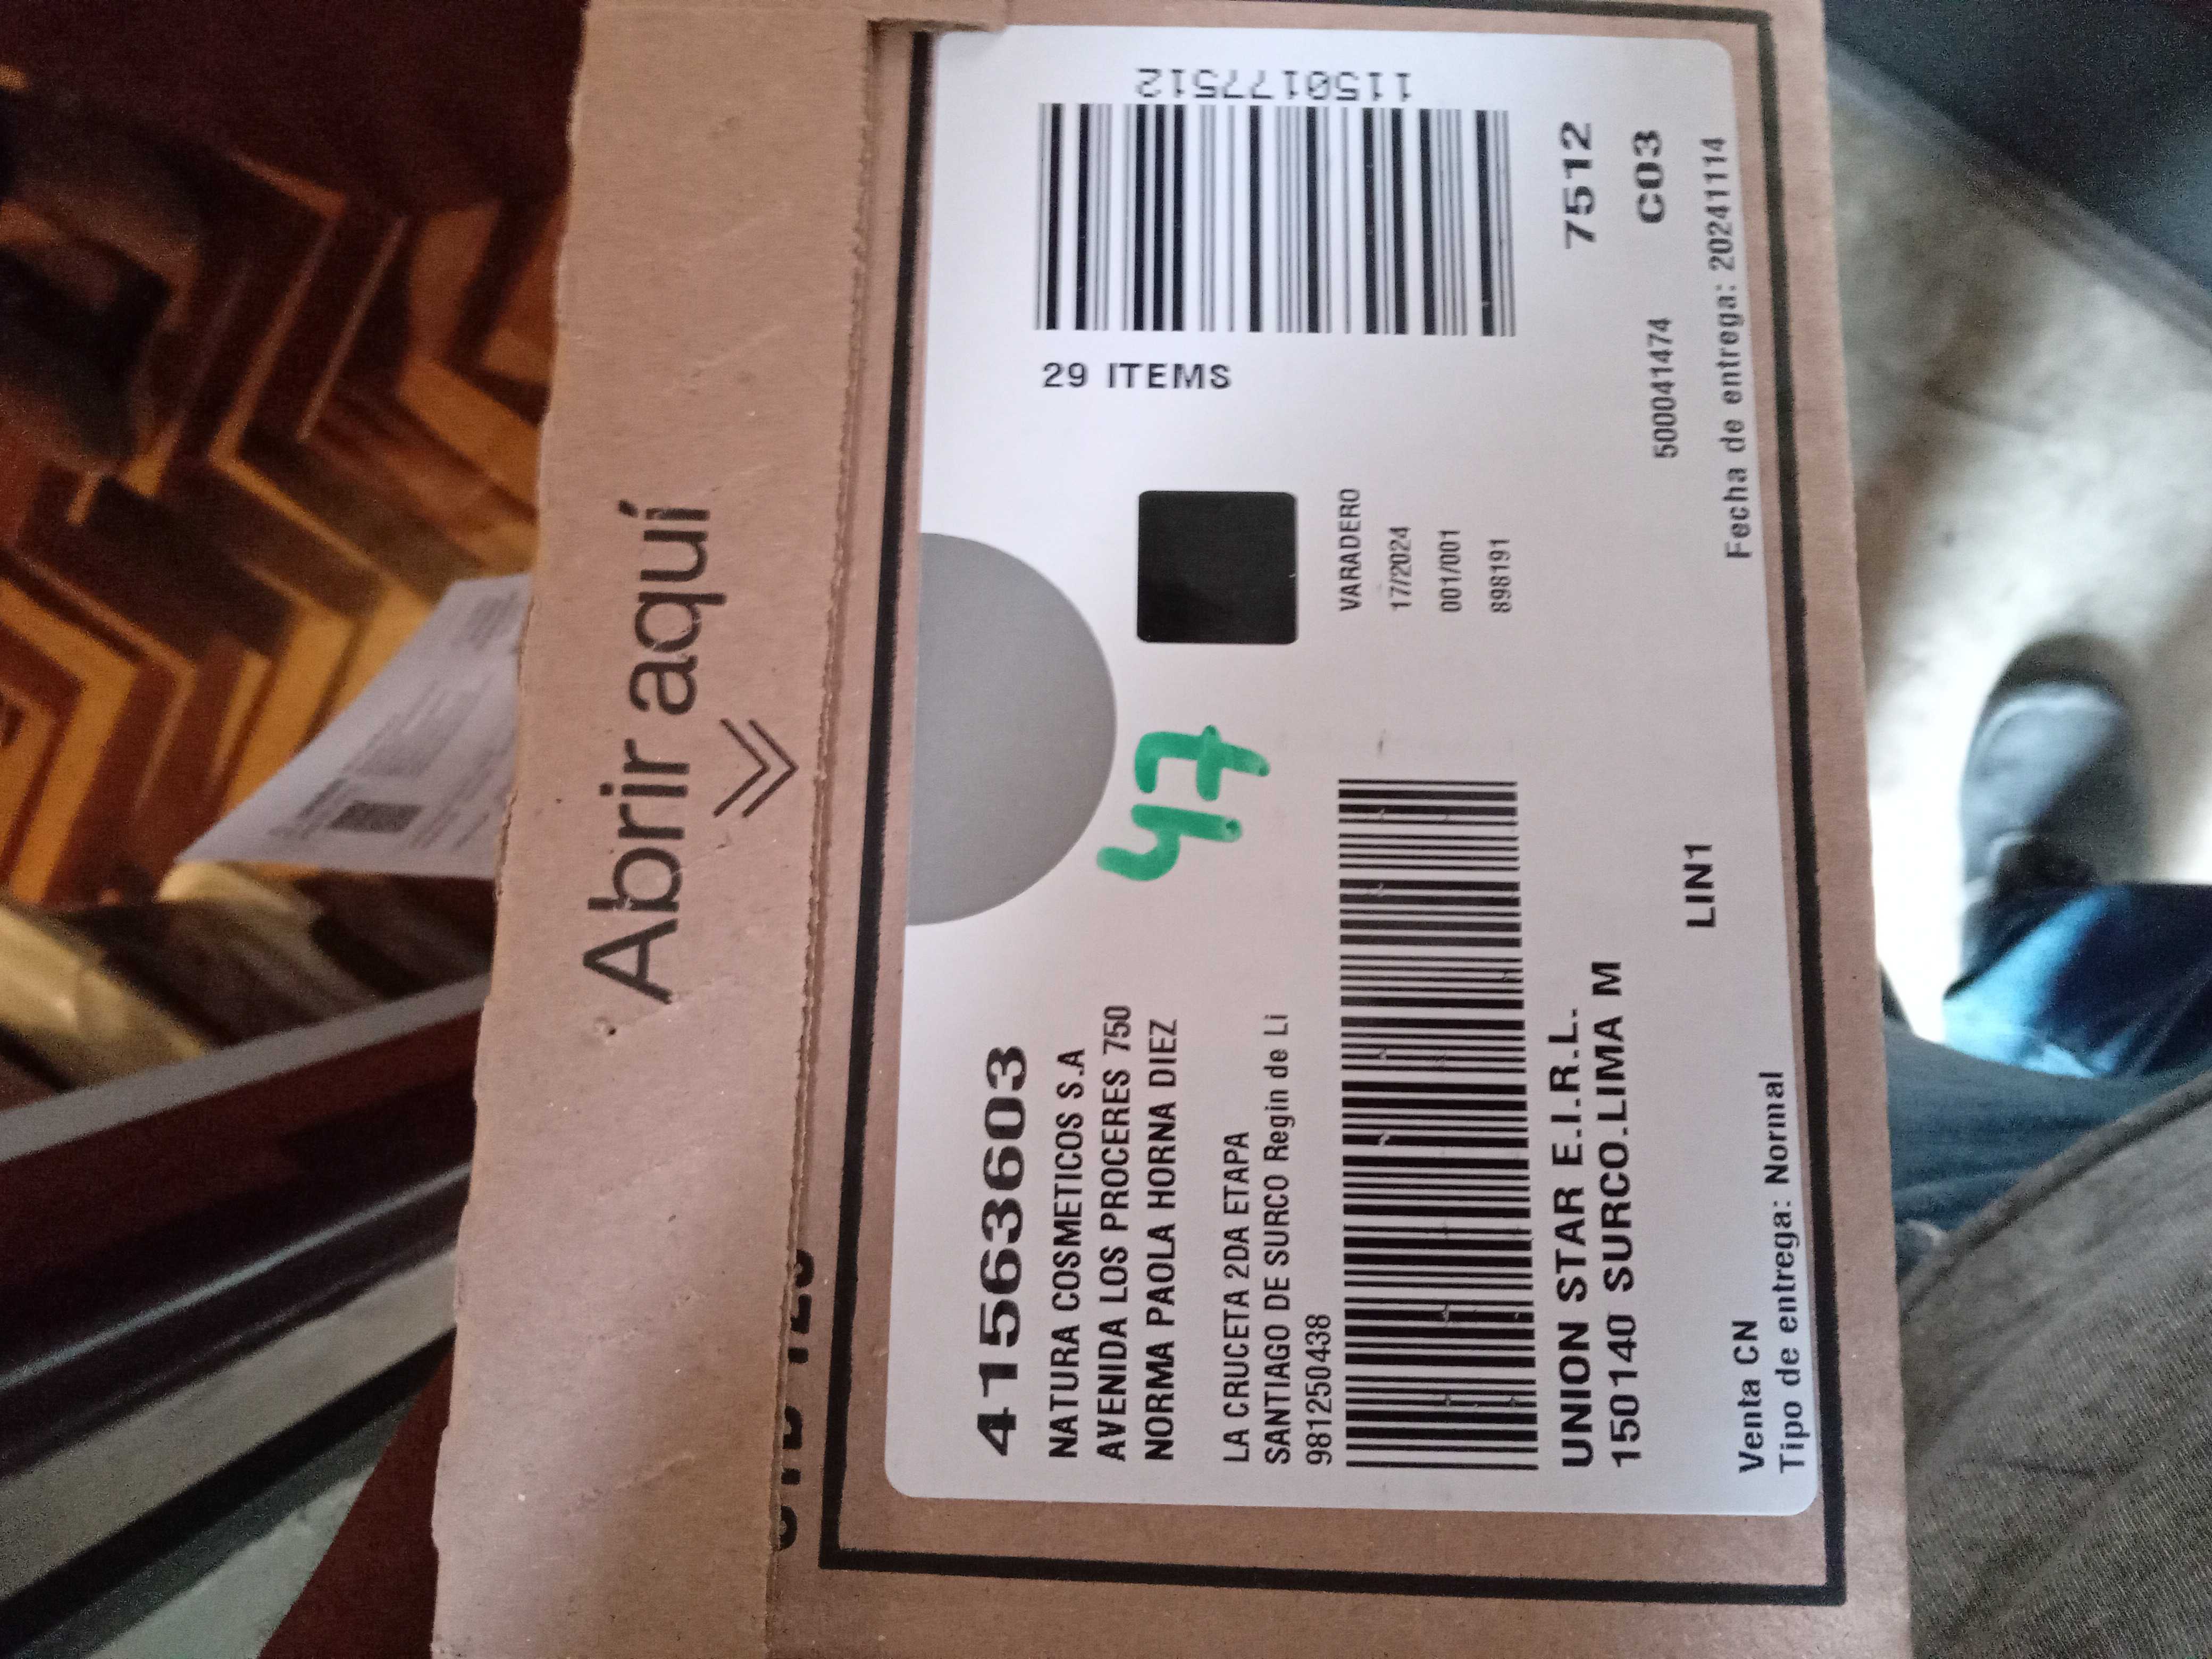 Abrir aquí
41563603
NATURA COSMETICOS S.A
AVENIDA LOS PROCERES 750
NORMA PAOLA HORNA DIEZ
LA CRUCETA 2DA ETAPA
SANTIAGO DE SURCO Regin de Li
981250438
47
29 ITEMS
1150177512
VARADERO
17/2024
001/001
898191
UNION STAR E.I.R.L.
150140 SURCO.LIMA M
7512
LIN1
500041474
C03
Venta CN
Tipo de entrega: Normal
Fecha de entrega: 20241114